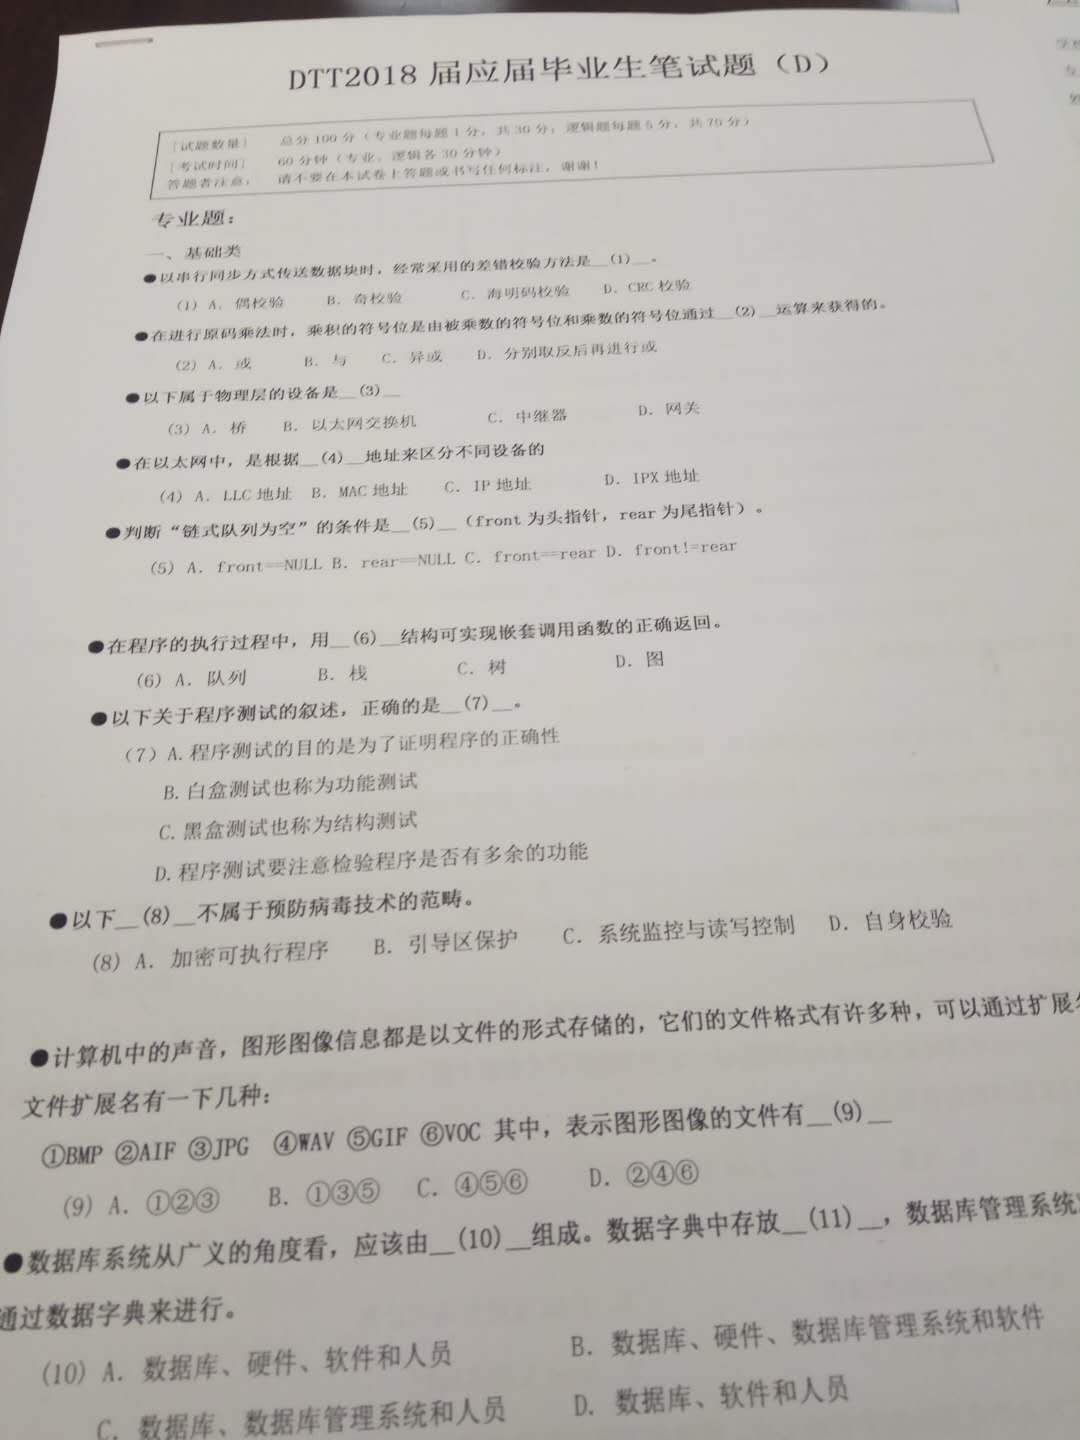 DTT2018 届应届毕业生笔试题（D）
[试题数量] 总分 100 分（专业题每题 1 分，共 30 分；逻辑题每题 5 分，共 70 分）
[考试时间] 60 分钟（专业、逻辑各 30 分钟）
答题者注意： 请不要在本试卷上答题或书写任何标注，谢谢！
专业题：
一、基础类
●以串行同步方式传送数据块时，经常采用的差错校验方法是__(1)__。
(1) A. 偶校验 B. 奇校验 C. 海明码校验 D. CRC 校验
●在进行原码乘法时，乘积的符号位是由被乘数的符号位和乘数的符号位通过__(2)__运算来获得的。
(2) A. 或 B. 与 C. 异或 D. 分别取反后再进行或
●以下属于物理层的设备是__(3)__
(3) A. 桥 B. 以太网交换机 C. 中继器 D. 网关
●在以太网中，是根据__(4)__地址来区分不同设备的
(4) A. LLC 地址 B. MAC 地址 C. IP 地址 D. IPX 地址
●判断“链式队列为空”的条件是__(5)__（front 为头指针，rear 为尾指针）。
(5) A. front==NULL B. rear==NULL C. front==rear D. front!=rear
●在程序的执行过程中，用__(6)__结构可实现嵌套调用函数的正确返回。
(6) A. 队列 B. 栈 C. 树 D. 图
●以下关于程序测试的叙述，正确的是__(7)__。
（7）A.程序测试的目的是为了证明程序的正确性
B.白盒测试也称为功能测试
C.黑盒测试也称为结构测试
D.程序测试要注意检验程序是否有多余的功能
●以下__(8)__不属于预防病毒技术的范畴。
(8) A. 加密可执行程序 B. 引导区保护 C. 系统监控与读写控制 D. 自身校验
●计算机中的声音，图形图像信息都是以文件的形式存储的，它们的文件格式有许多种，可以通过扩展
文件扩展名有一下几种：
①BMP ②AIF ③JPG ④WAV ⑤GIF ⑥VOC 其中，表示图形图像的文件有__(9)__
(9) A. ①②③ B. ①③⑤ C. ④⑤⑥ D. ②④⑥
●数据库系统从广义的角度看，应该由__(10)__组成。数据字典中存放__(11)__，数据库管理系统
通过数据字典来进行。
(10) A. 数据库、硬件、软件和人员 B. 数据库、硬件、数据库管理系统和软件
C. 数据库、数据库管理系统和人员 D. 数据库、软件和人员